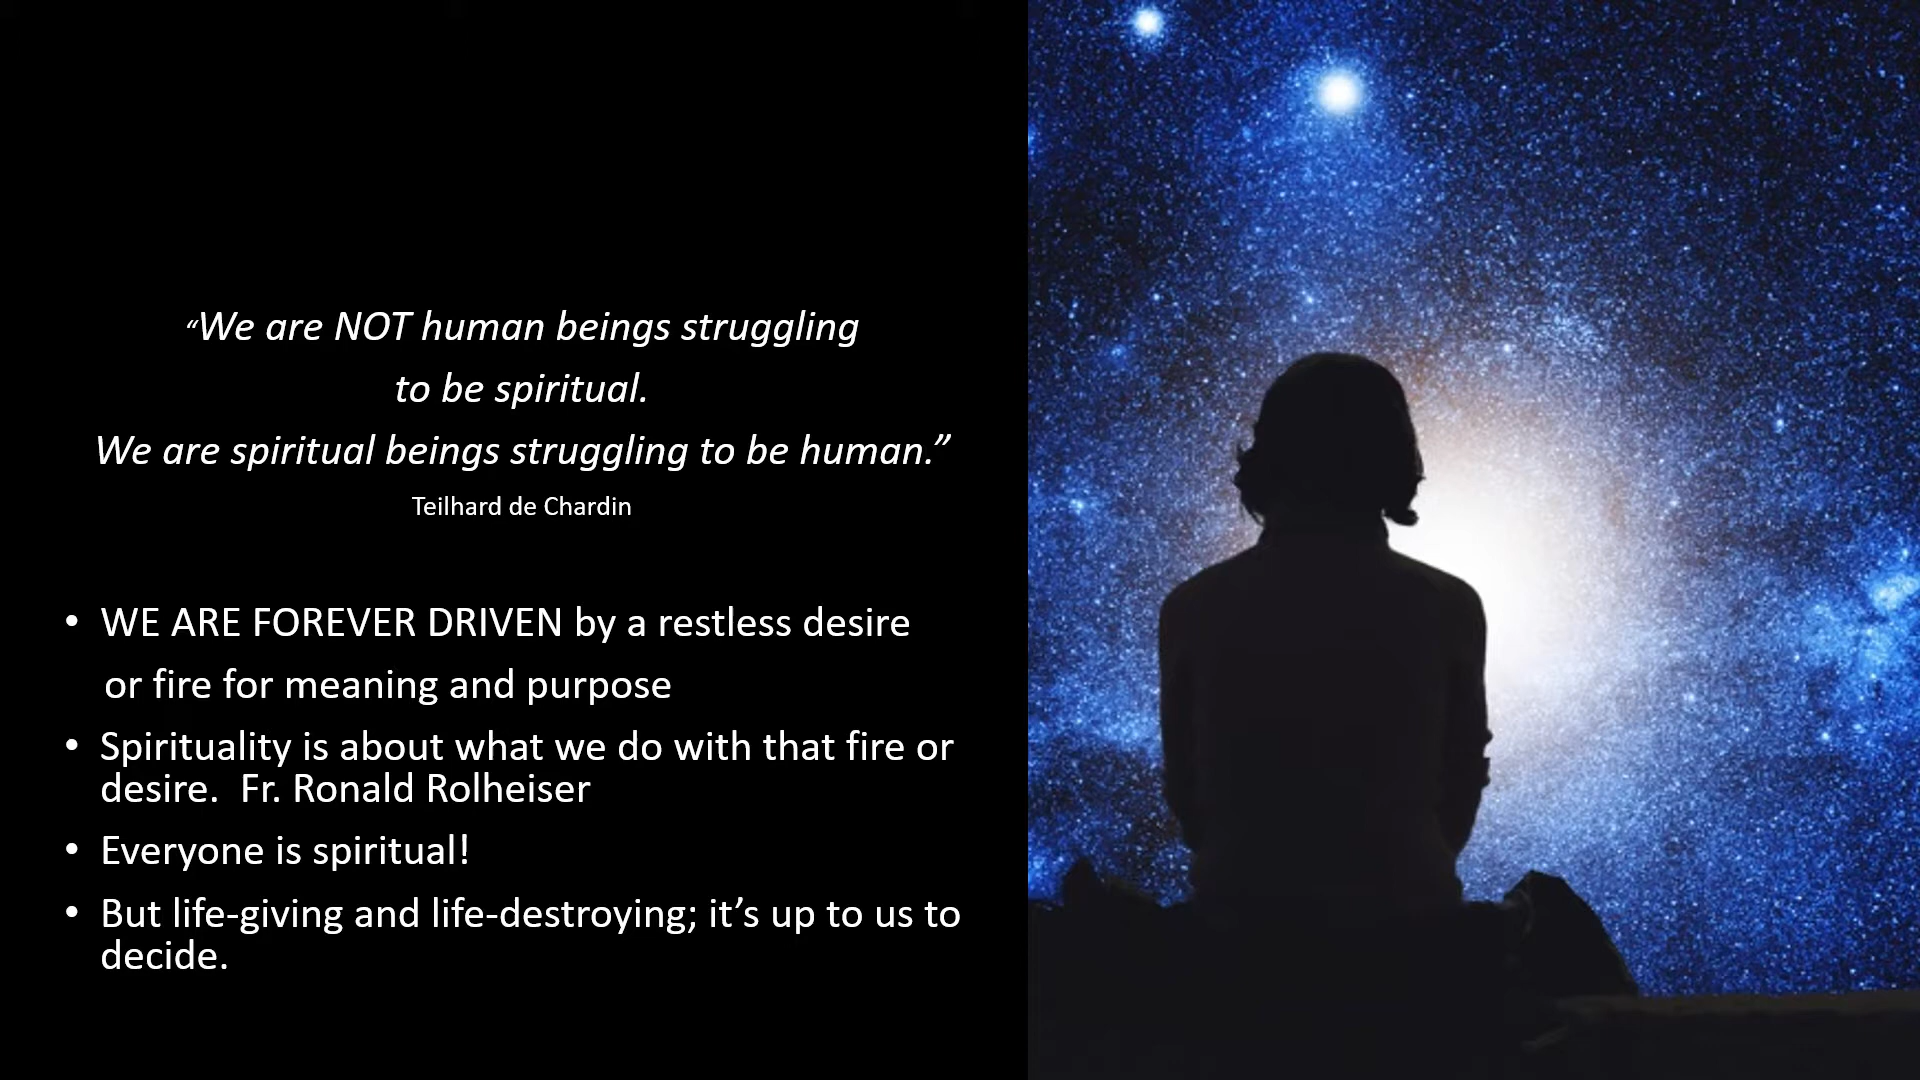 “We are NOT human beings struggling
to be spiritual.
We are spiritual beings struggling to be human.”
Teilhard de Chardin
• WE ARE FOREVER DRIVEN by a restless desire
or fire for meaning and purpose
• Spirituality is about what we do with that fire or
desire.  Fr. Ronald Rolheiser
• Everyone is spiritual!
• But life-giving and life-destroying; it’s up to us to
decide.